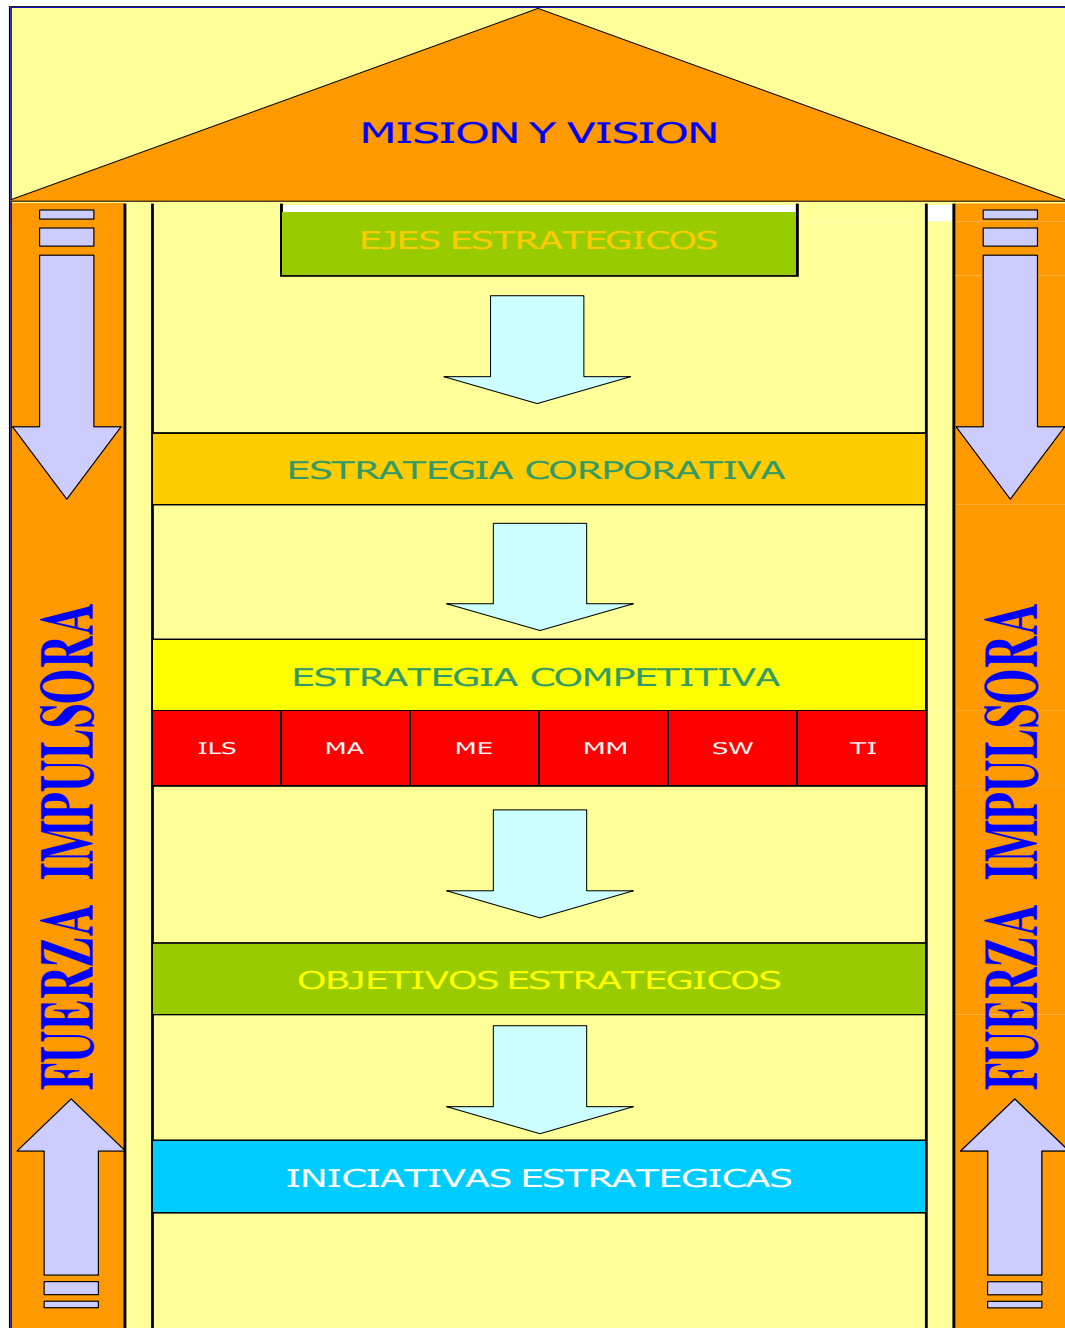 MISION Y VISION
EJES ESTRATEGICOS
ESTRATEGIA CORPORATIVA
ESTRATEGIA COMPETITIVA
ILS MA ME MM SW TI
OBJETIVOS ESTRATEGICOS
INICIATIVAS ESTRATEGICAS
FUERZA IMPULSORA
FUERZA IMPULSORA